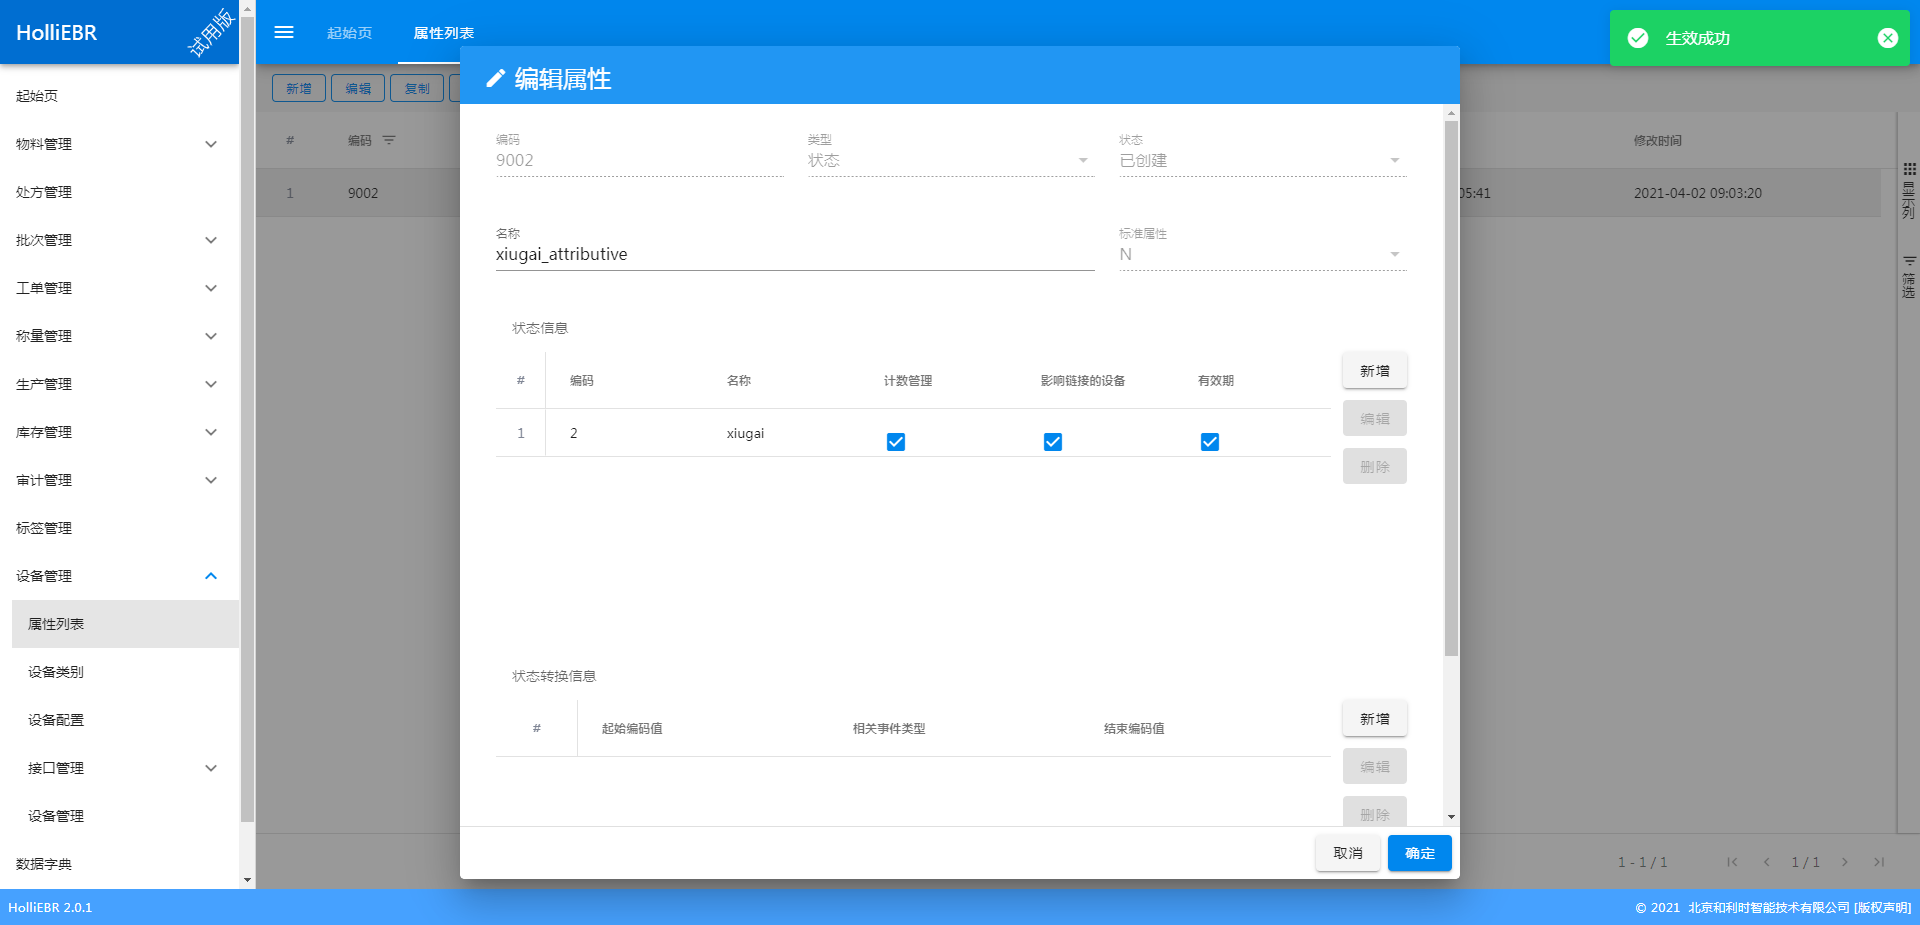 HolliEBR
试用版
起始页
属性列表
生效成功
起始页
物料管理
处方管理
批次管理
工单管理
称量管理
生产管理
库存管理
审计管理
标签管理
设备管理
属性列表
设备类别
设备配置
接口管理
设备管理
数据字典
新增
编辑
复制
# 编码 修改时间
1 9002 05:41 2021-04-02 09:03:20
显示列
筛选
编辑属性
编码 类型 状态
9002 状态 已创建
名称 标准属性
xiugai_attributive N
状态信息
# 编码 名称 计数管理 影响链接的设备 有效期
1 2 xiugai
新增
编辑
删除
状态转换信息
# 起始编码值 相关事件类型 结束编码值
新增
编辑
删除
取消 确定
1 - 1 / 1 1 / 1
HolliEBR 2.0.1
© 2021 北京和利时智能技术有限公司 [版权声明]